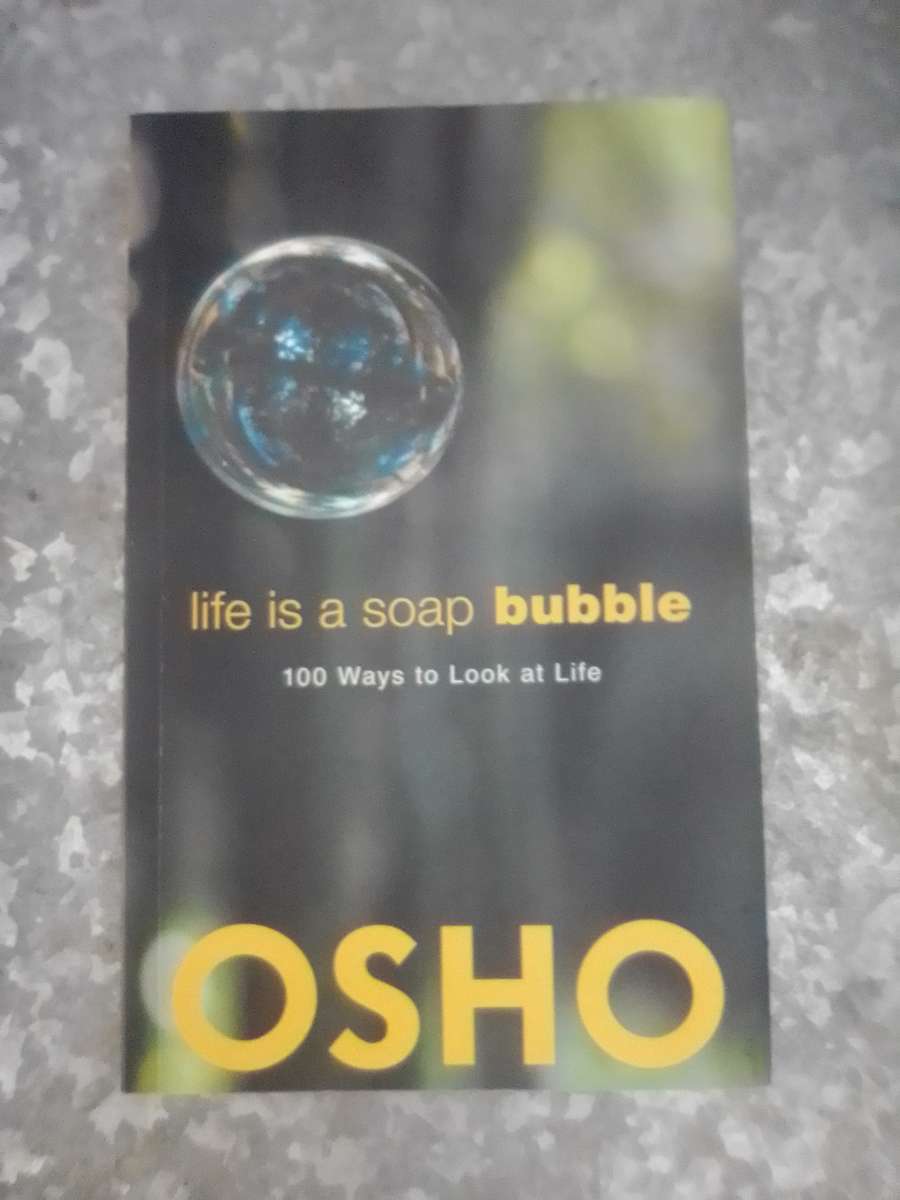 life is a soap bubble
100 Ways to Look at Life
OSHO